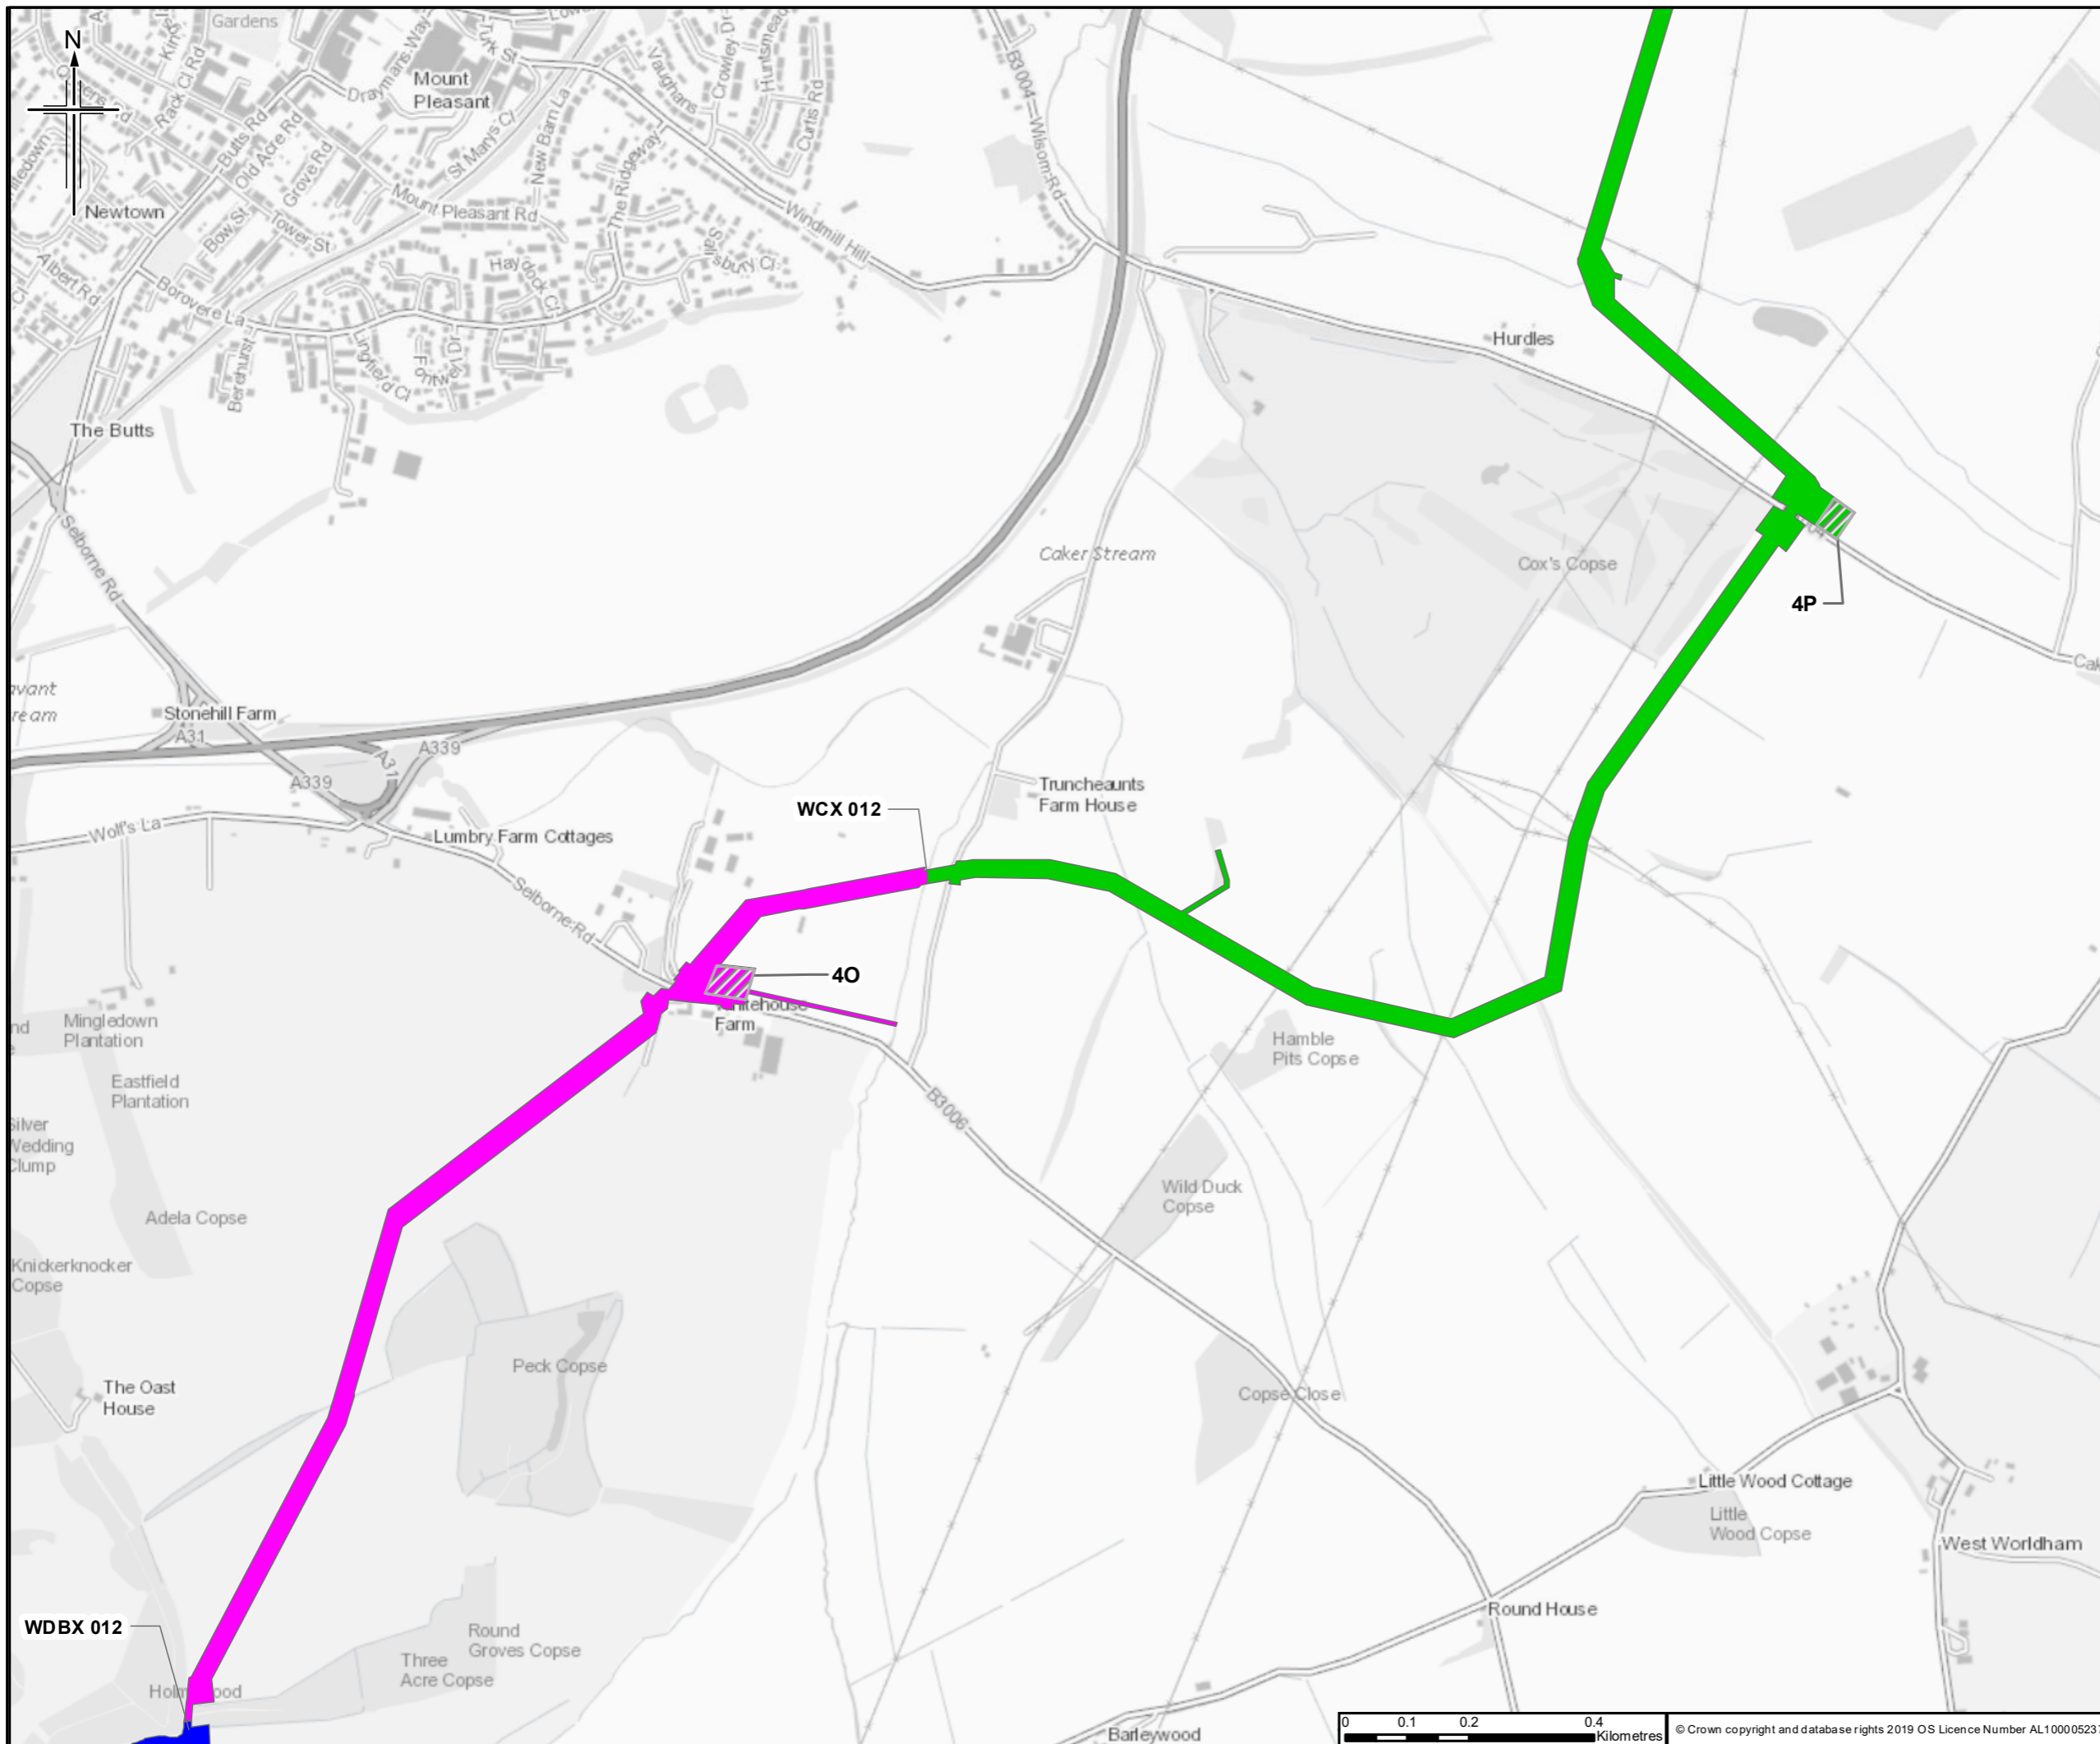 Gardens
N
Turk St
Draymans Way
Mount
Pleasant
Rack Cl Rd
Butts Rd
Old Acre Rd
Grove Rd
St Marys Cl
New Barn La
Vaughans
Crowley Dr
Curtis Rd
B3004
Wilsom Rd
The Ridgeway
Newtown
Bow St
Tower St
Mount Pleasant Rd
Windmill Hill
Salisbury Cl
Haydock Cl
Albert Rd
Borovere La
Berehurst
Lingfield Cl
Fontwell Dr
Hurdles
The Butts
Selborne Rd
Caker Stream
Cox's Copse
4P
Stonehill Farm
A31
A339
A31
A339
Truncheaunts
Farm House
WCX 012
Woll's La
Lumbry Farm Cottages
Selborne Rd
4O
Farm
Mingledown
Plantation
Hamble
Pits Copse
Eastfield
Plantation
B3006
Wild Duck
Copse
Adela Copse
Knickerknocker
Copse
Peck Copse
The Oast
House
Copse Close
Little Wood Cottage
Little
Wood Copse
West Worldham
Round House
WDBX 012
Round
Groves Copse
Three
Acre Copse
Barleywood
0 0.1 0.2 0.4
Kilometres
© Crown copyright and database rights 2019 OS Licence Number